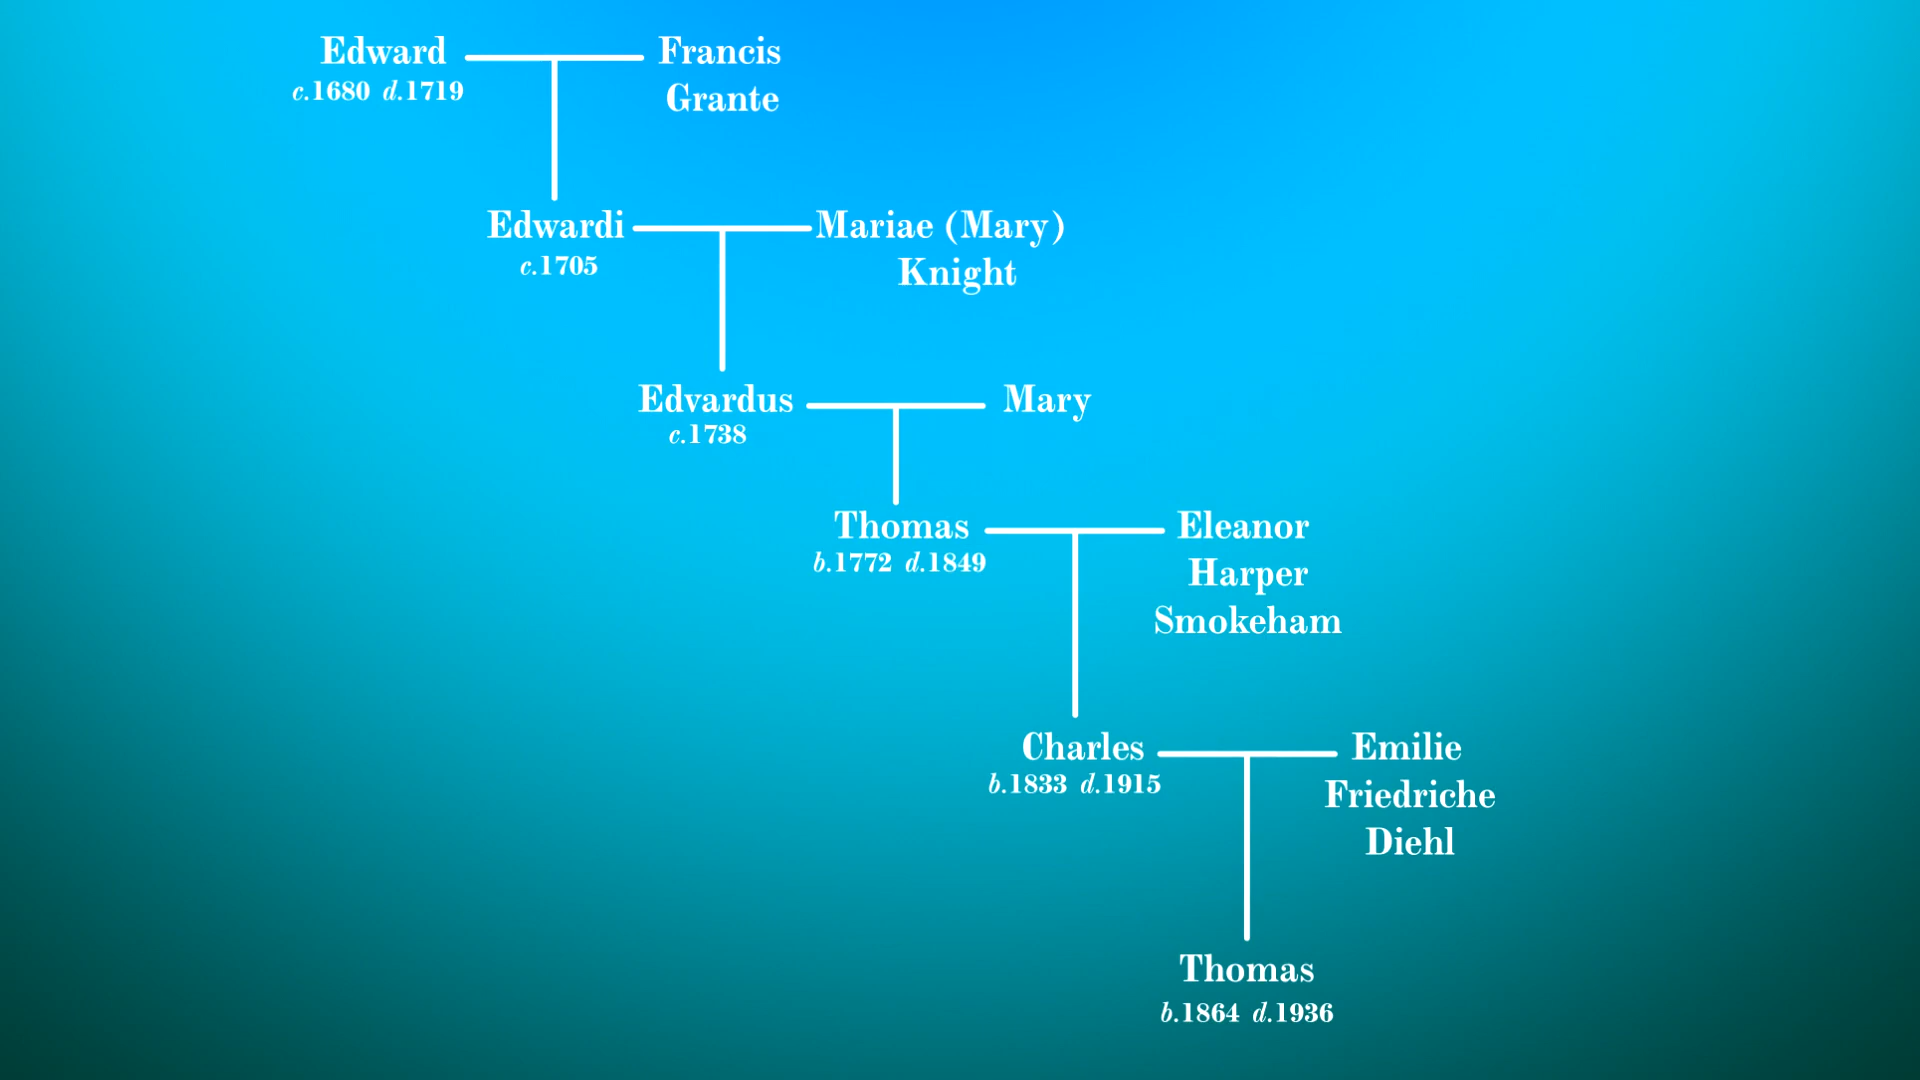 Edward
Francis
Grante
c.1680 d.1719
Edwardi
Mariae (Mary)
Knight
c.1705
Edvardus
Mary
c.1738
Thomas
Eleanor
Harper
Smokeham
b.1772 d.1849
Charles
Emilie
Friedriche
Diehl
b.1833 d.1915
Thomas
b.1864 d.1936